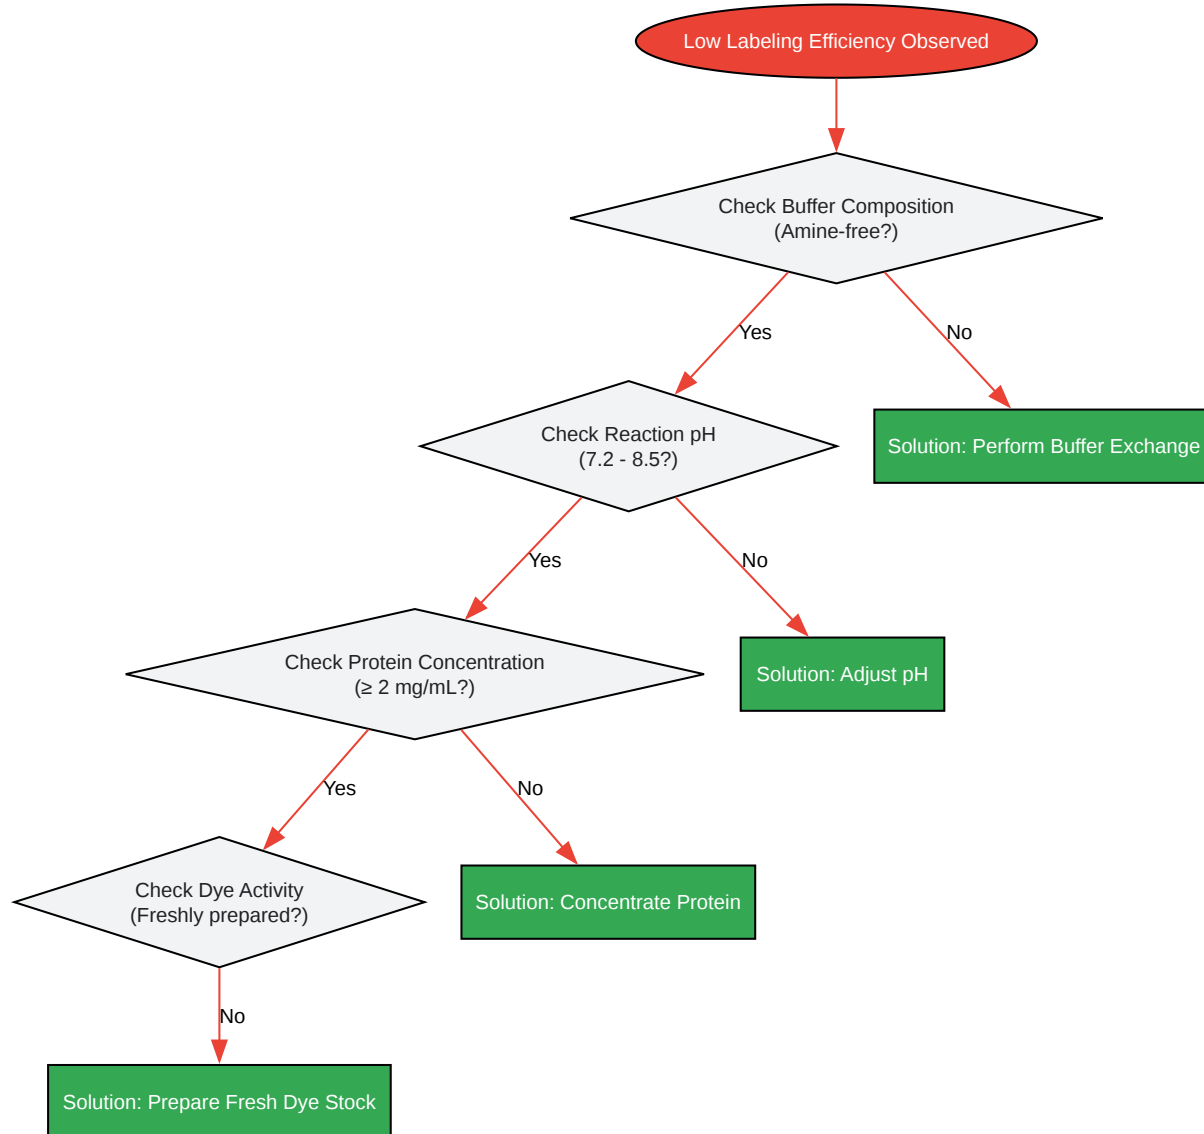 Low Labeling Efficiency Observed
Check Buffer Composition
(Amine-free?)
Yes
No
Check Reaction pH
(7.2 - 8.5?)
Solution: Perform Buffer Exchange
Yes
No
Check Protein Concentration
(≥ 2 mg/mL?)
Solution: Adjust pH
Yes
No
Check Dye Activity
(Freshly prepared?)
Solution: Concentrate Protein
No
Solution: Prepare Fresh Dye Stock